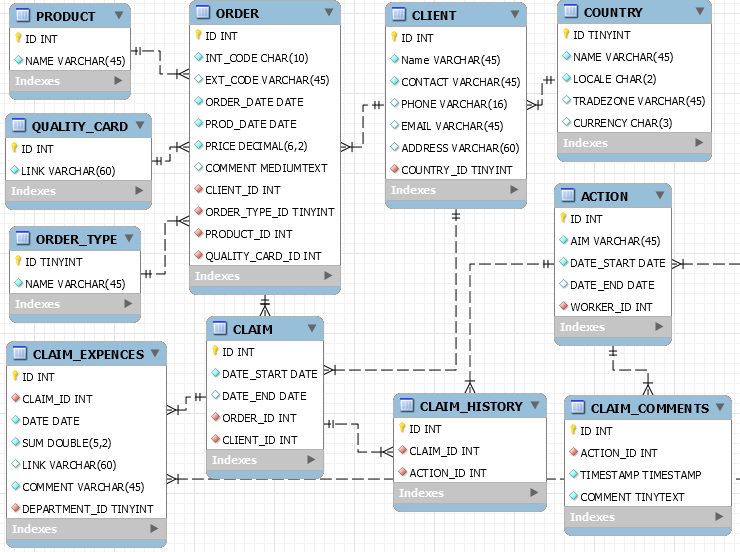 PRODUCT
ID INT
NAME VARCHAR(45)
Indexes
QUALITY_CARD
ID INT
LINK VARCHAR(60)
Indexes
ORDER_TYPE
ID TINYINT
NAME VARCHAR(45)
Indexes
ORDER
ID INT
INT_CODE CHAR(10)
EXT_CODE VARCHAR(45)
ORDER_DATE DATE
PROD_DATE DATE
PRICE DECIMAL(6,2)
COMMENT MEDIUMTEXT
CLIENT_ID INT
ORDER_TYPE_ID TINYINT
PRODUCT_ID INT
QUALITY_CARD_ID INT
Indexes
CLIENT
ID INT
Name VARCHAR(45)
CONTACT VARCHAR(45)
PHONE VARCHAR(16)
EMAIL VARCHAR(45)
ADDRESS VARCHAR(60)
COUNTRY_ID TINYINT
Indexes
COUNTRY
ID TINYINT
NAME VARCHAR(45)
LOCALE CHAR(2)
TRADEZONE VARCHAR(45)
CURRENCY CHAR(3)
Indexes
ACTION
ID INT
AIM VARCHAR(45)
DATE_START DATE
DATE_END DATE
WORKER_ID INT
Indexes
CLAIM_EXPENCES
ID INT
CLAIM_ID INT
DATE DATE
SUM DOUBLE(5,2)
LINK VARCHAR(60)
COMMENT VARCHAR(45)
DEPARTMENT_ID TINYINT
Indexes
CLAIM
ID INT
DATE_START DATE
DATE_END DATE
ORDER_ID INT
CLIENT_ID INT
Indexes
CLAIM_HISTORY
ID INT
CLAIM_ID INT
ACTION_ID INT
Indexes
CLAIM_COMMENTS
ID INT
ACTION_ID INT
TIMESTAMP TIMESTAMP
COMMENT TINYTEXT
Indexes